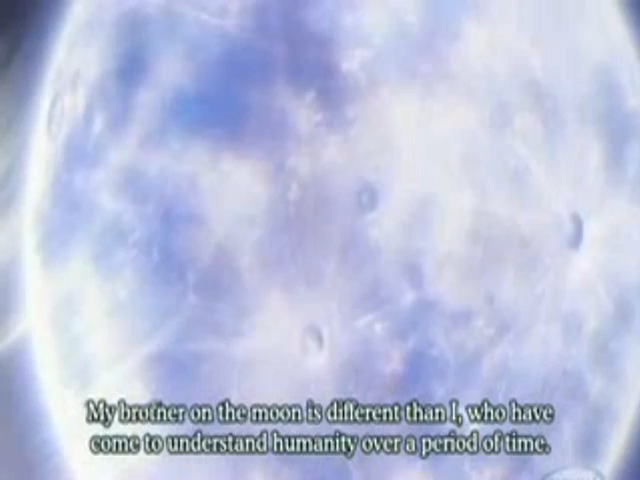 My brother on the moon is different than I, who have
come to understand humanity over a period of time.